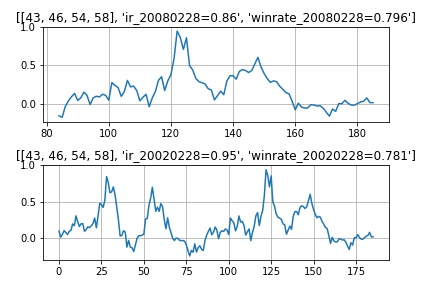 [[43, 46, 54, 58], 'ir_20080228=0.86', 'winrate_20080228=0.796']
1.0
0.5
0.0
80 100 120 140 160 180
[[43, 46, 54, 58], 'ir_20020228=0.95', 'winrate_20020228=0.781']
1.0
0.5
0.0
0 25 50 75 100 125 150 175